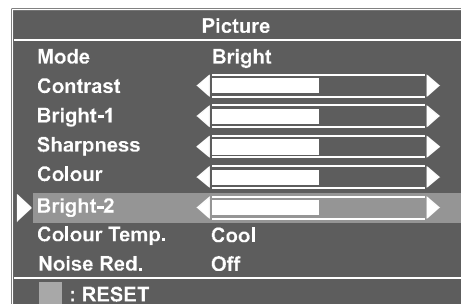 Picture
Mode Bright
Contrast
Bright-1
Sharpness
Colour
Bright-2
Colour Temp. Cool
Noise Red. Off
: RESET